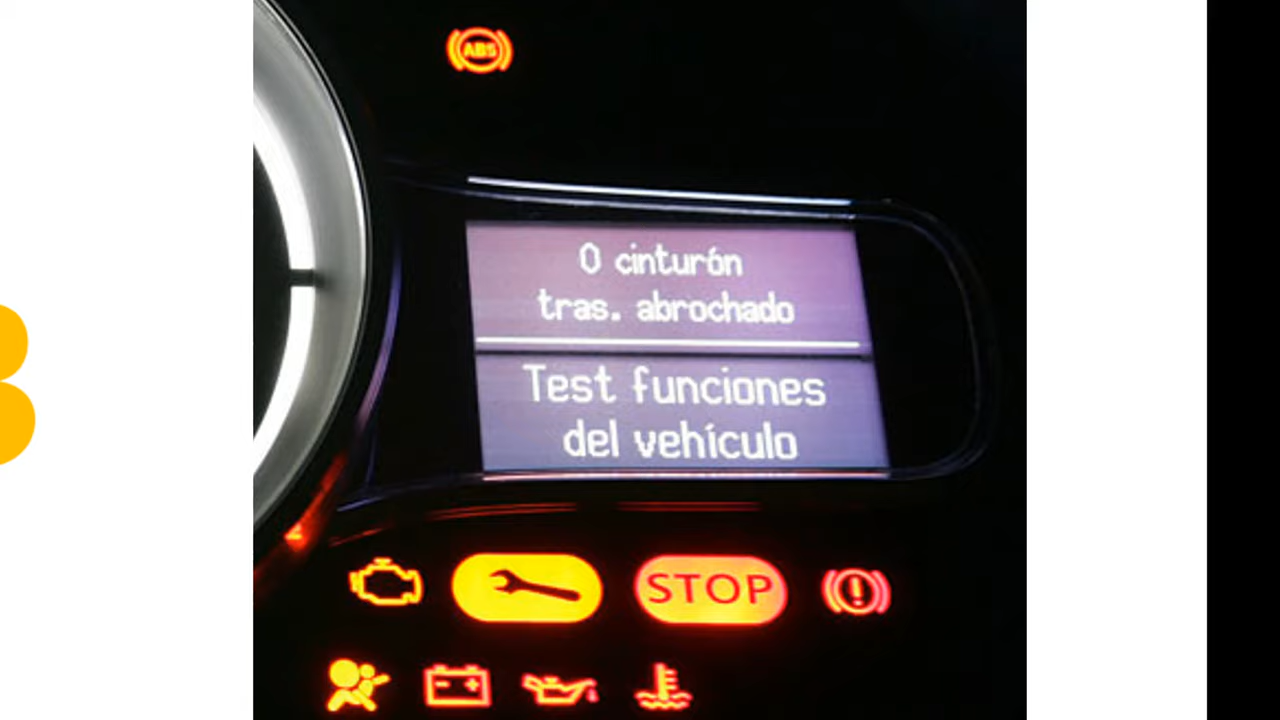 ABS
0 cinturón
tras. abrochado
Test funciones
del vehículo
STOP